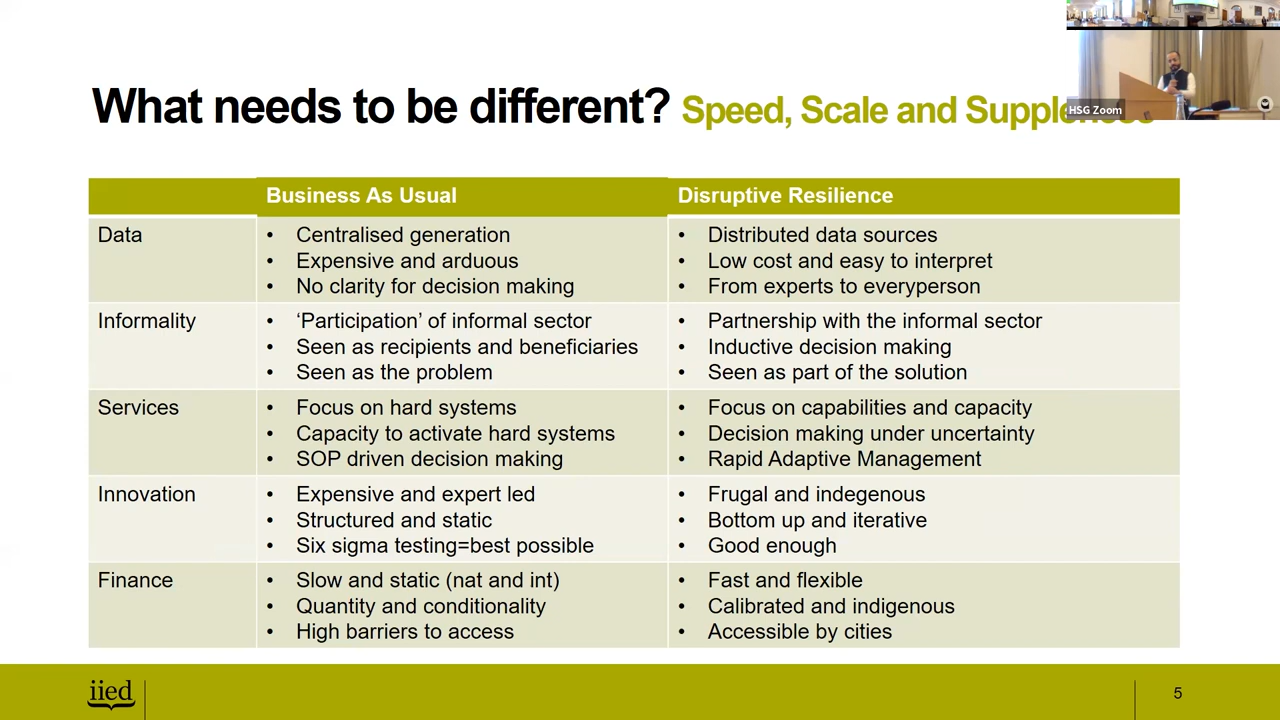 What needs to be different? Speed, Scale and
HSG Zoom
Business As Usual
Disruptive Resilience
Data
• Centralised generation
• Expensive and arduous
• No clarity for decision making
• Distributed data sources
• Low cost and easy to interpret
• From experts to everyperson
Informality
• ‘Participation’ of informal sector
• Seen as recipients and beneficiaries
• Seen as the problem
• Partnership with the informal sector
• Inductive decision making
• Seen as part of the solution
Services
• Focus on hard systems
• Capacity to activate hard systems
• SOP driven decision making
• Focus on capabilities and capacity
• Decision making under uncertainty
• Rapid Adaptive Management
Innovation
• Expensive and expert led
• Structured and static
• Six sigma testing=best possible
• Frugal and indegenous
• Bottom up and iterative
• Good enough
Finance
• Slow and static (nat and int)
• Quantity and conditionality
• High barriers to access
• Fast and flexible
• Calibrated and indigenous
• Accessible by cities
iied
5